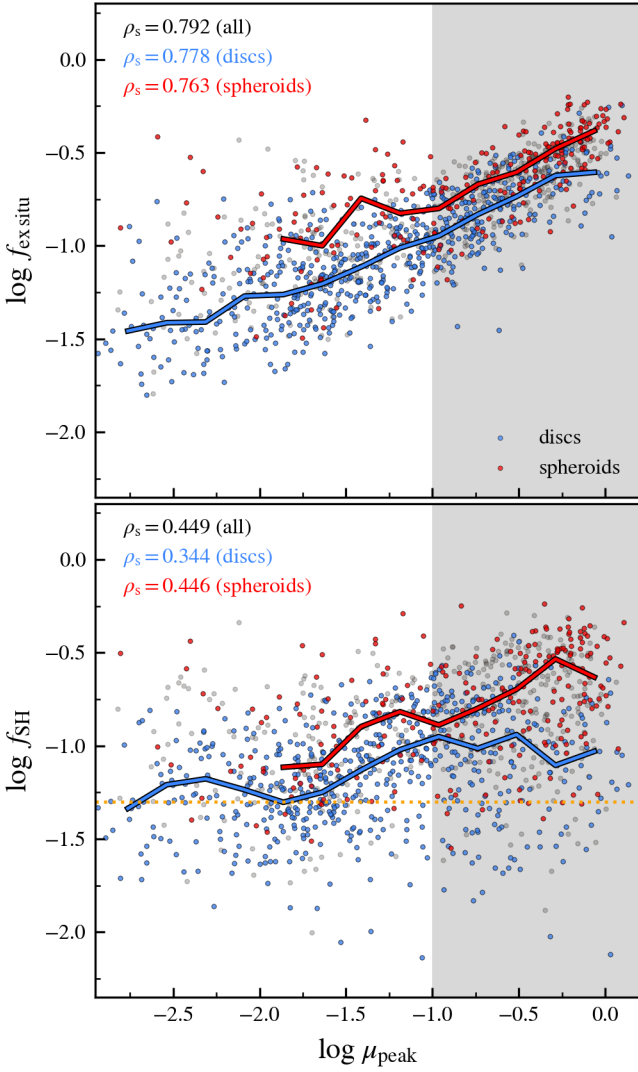 ρₛ = 0.792 (all)
ρₛ = 0.778 (discs)
ρₛ = 0.763 (spheroids)
0.0
−0.5
−1.0
−1.5
−2.0
log f_ex situ
discs
spheroids
ρₛ = 0.449 (all)
ρₛ = 0.344 (discs)
ρₛ = 0.446 (spheroids)
0.0
−0.5
−1.0
−1.5
−2.0
log f_SH
−2.5 −2.0 −1.5 −1.0 −0.5 0.0
log μ_peak